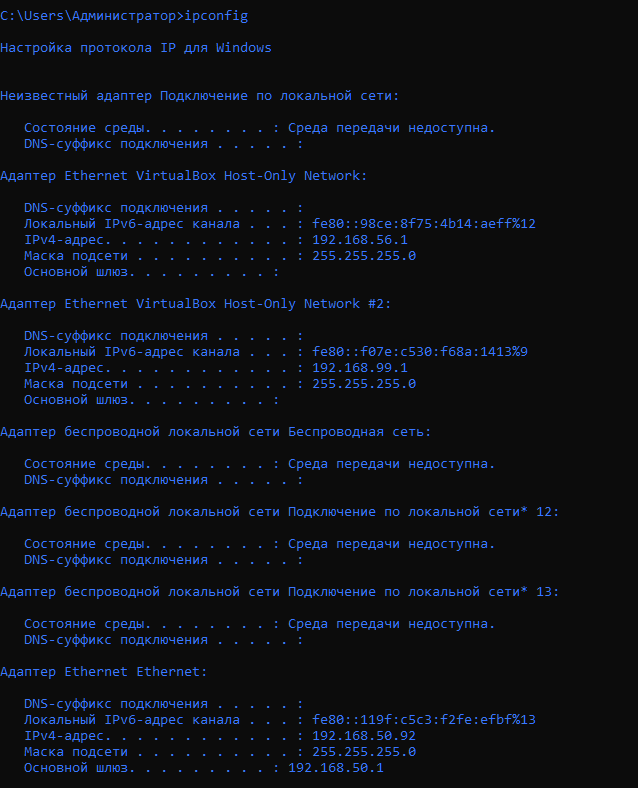 C:\Users\Администратор>ipconfig
Настройка протокола IP для Windows
Неизвестный адаптер Подключение по локальной сети:
Состояние среды. . . . . . . . : Среда передачи недоступна.
DNS-суффикс подключения . . . . . :
Адаптер Ethernet VirtualBox Host-Only Network:
DNS-суффикс подключения . . . . . :
Локальный IPv6-адрес канала . . . : fe80::98ce:8f75:4b14:aeff%12
IPv4-адрес. . . . . . . . . . . . : 192.168.56.1
Маска подсети . . . . . . . . . . : 255.255.255.0
Основной шлюз. . . . . . . . . :
Адаптер Ethernet VirtualBox Host-Only Network #2:
DNS-суффикс подключения . . . . . :
Локальный IPv6-адрес канала . . . : fe80::f07e:c530:f68a:1413%9
IPv4-адрес. . . . . . . . . . . . : 192.168.99.1
Маска подсети . . . . . . . . . . : 255.255.255.0
Основной шлюз. . . . . . . . . :
Адаптер беспроводной локальной сети Беспроводная сеть:
Состояние среды. . . . . . . . : Среда передачи недоступна.
DNS-суффикс подключения . . . . . :
Адаптер беспроводной локальной сети Подключение по локальной сети* 12:
Состояние среды. . . . . . . . : Среда передачи недоступна.
DNS-суффикс подключения . . . . . :
Адаптер беспроводной локальной сети Подключение по локальной сети* 13:
Состояние среды. . . . . . . . : Среда передачи недоступна.
DNS-суффикс подключения . . . . . :
Адаптер Ethernet Ethernet:
DNS-суффикс подключения . . . . . :
Локальный IPv6-адрес канала . . . : fe80::119f:c5c3:f2fe:efbf%13
IPv4-адрес. . . . . . . . . . . . : 192.168.50.92
Маска подсети . . . . . . . . . . : 255.255.255.0
Основной шлюз. . . . . . . . . : 192.168.50.1